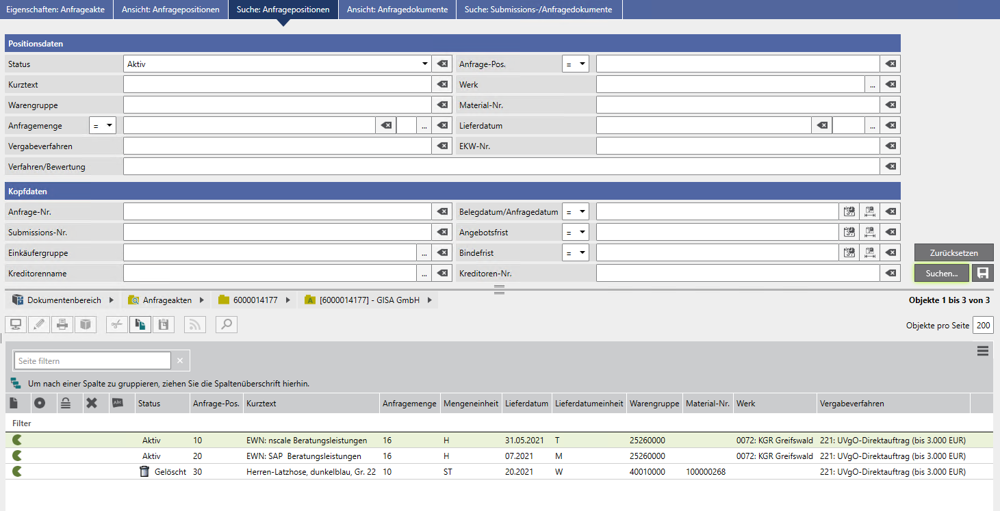 Eigenschaften: Anfrageakte Ansicht: Anfragepositionen Suche: Anfragepositionen Ansicht: Anfragedokumente Suche: Submissions-/Anfragedokumente
Positionsdaten
Status Aktiv Anfrage-Pos. =
Kurztext Werk ...
Warengruppe Material-Nr.
Anfragemenge = ... Lieferdatum ...
Vergabeverfahren EKW-Nr.
Verfahren/Bewertung
Kopfdaten
Anfrage-Nr. Belegdatum/Anfragedatum =
Submissions-Nr. Angebotsfrist =
Einkäufergruppe ... Bindefrist = Zurücksetzen
Kreditorenname ... Kreditoren-Nr. Suchen...
Dokumentenbereich Anfrageakten 6000014177 [6000014177] - GISA GmbH Objekte 1 bis 3 von 3
Objekte pro Seite 200
Seite filtern
Um nach einer Spalte zu gruppieren, ziehen Sie die Spaltenüberschrift hierhin.
Abc Status Anfrage-Pos. Kurztext Anfragemenge Mengeneinheit Lieferdatum Lieferdatumeinheit Warengruppe Material-Nr. Werk Vergabeverfahren
Filter
Aktiv 10 EWN: nscale Beratungsleistungen 16 H 31.05.2021 T 25260000 0072: KGR Greifswald 221: UVgO-Direktauftrag (bis 3.000 EUR)
Aktiv 20 EWN: SAP Beratungsleistungen 16 H 07.2021 M 25260000 0072: KGR Greifswald 221: UVgO-Direktauftrag (bis 3.000 EUR)
Gelöscht 30 Herren-Latzhose, dunkelblau, Gr. 22 10 ST 20.2021 W 40010000 100000268 221: UVgO-Direktauftrag (bis 3.000 EUR)